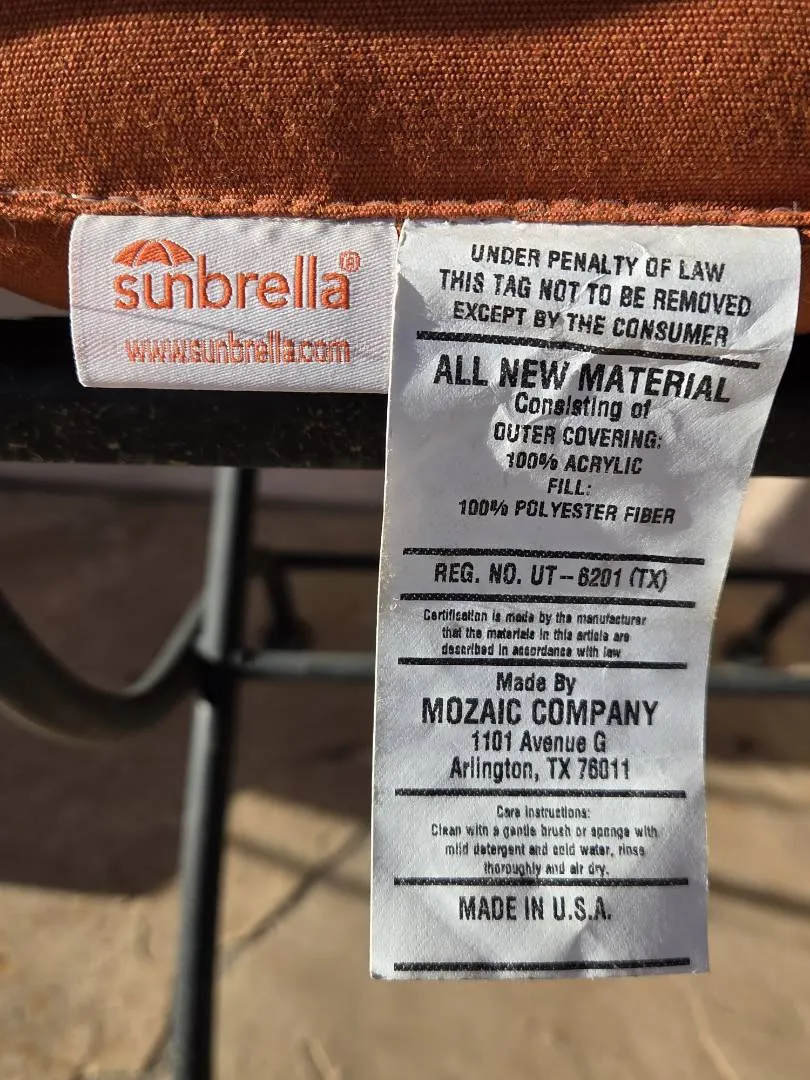 sunbrella®
www.sunbrella.com
UNDER PENALTY OF LAW
THIS TAG NOT TO BE REMOVED
EXCEPT BY THE CONSUMER
ALL NEW MATERIAL
Consisting of
OUTER COVERING:
100% ACRYLIC
FILL:
100% POLYESTER FIBER
REG. NO. UT-6201 (TX)
Certification is made by the manufacturer
that the materials in this article are
described in accordance with law
Made By
MOZAIC COMPANY
1101 Avenue G
Arlington, TX 76011
Care Instructions:
Clean with a gentle brush or sponge with
mild detergent and cold water, rinse
thoroughly and air dry.
MADE IN U.S.A.